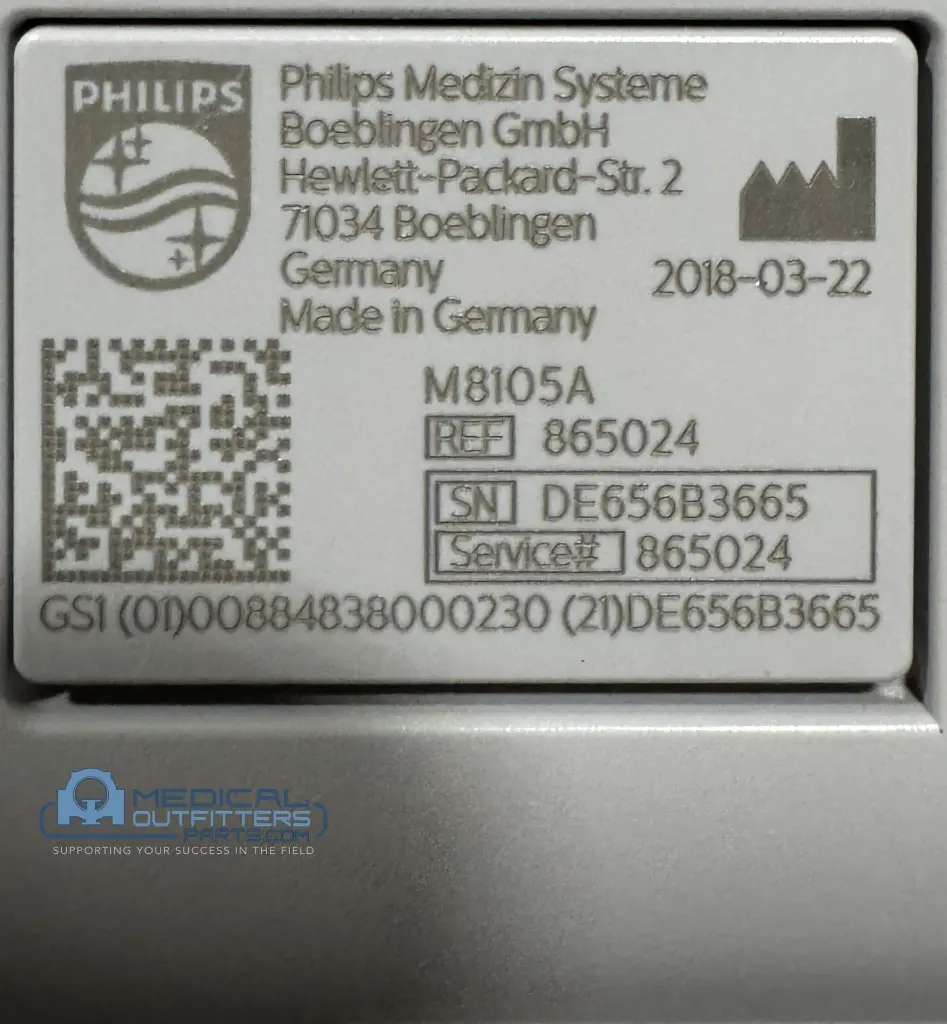 PHILIPS
Philips Medizin Systeme
Boeblingen GmbH
Hewlett-Packard-Str. 2
71034 Boeblingen
Germany
Made in Germany
2018-03-22
M8105A
REF 865024
SN DE656B3665
Service# 865024
GS1 (01)00884838000230 (21)DE656B3665
MEDICAL
OUTFITTERS
PARTS.COM
SUPPORTING YOUR SUCCESS IN THE FIELD